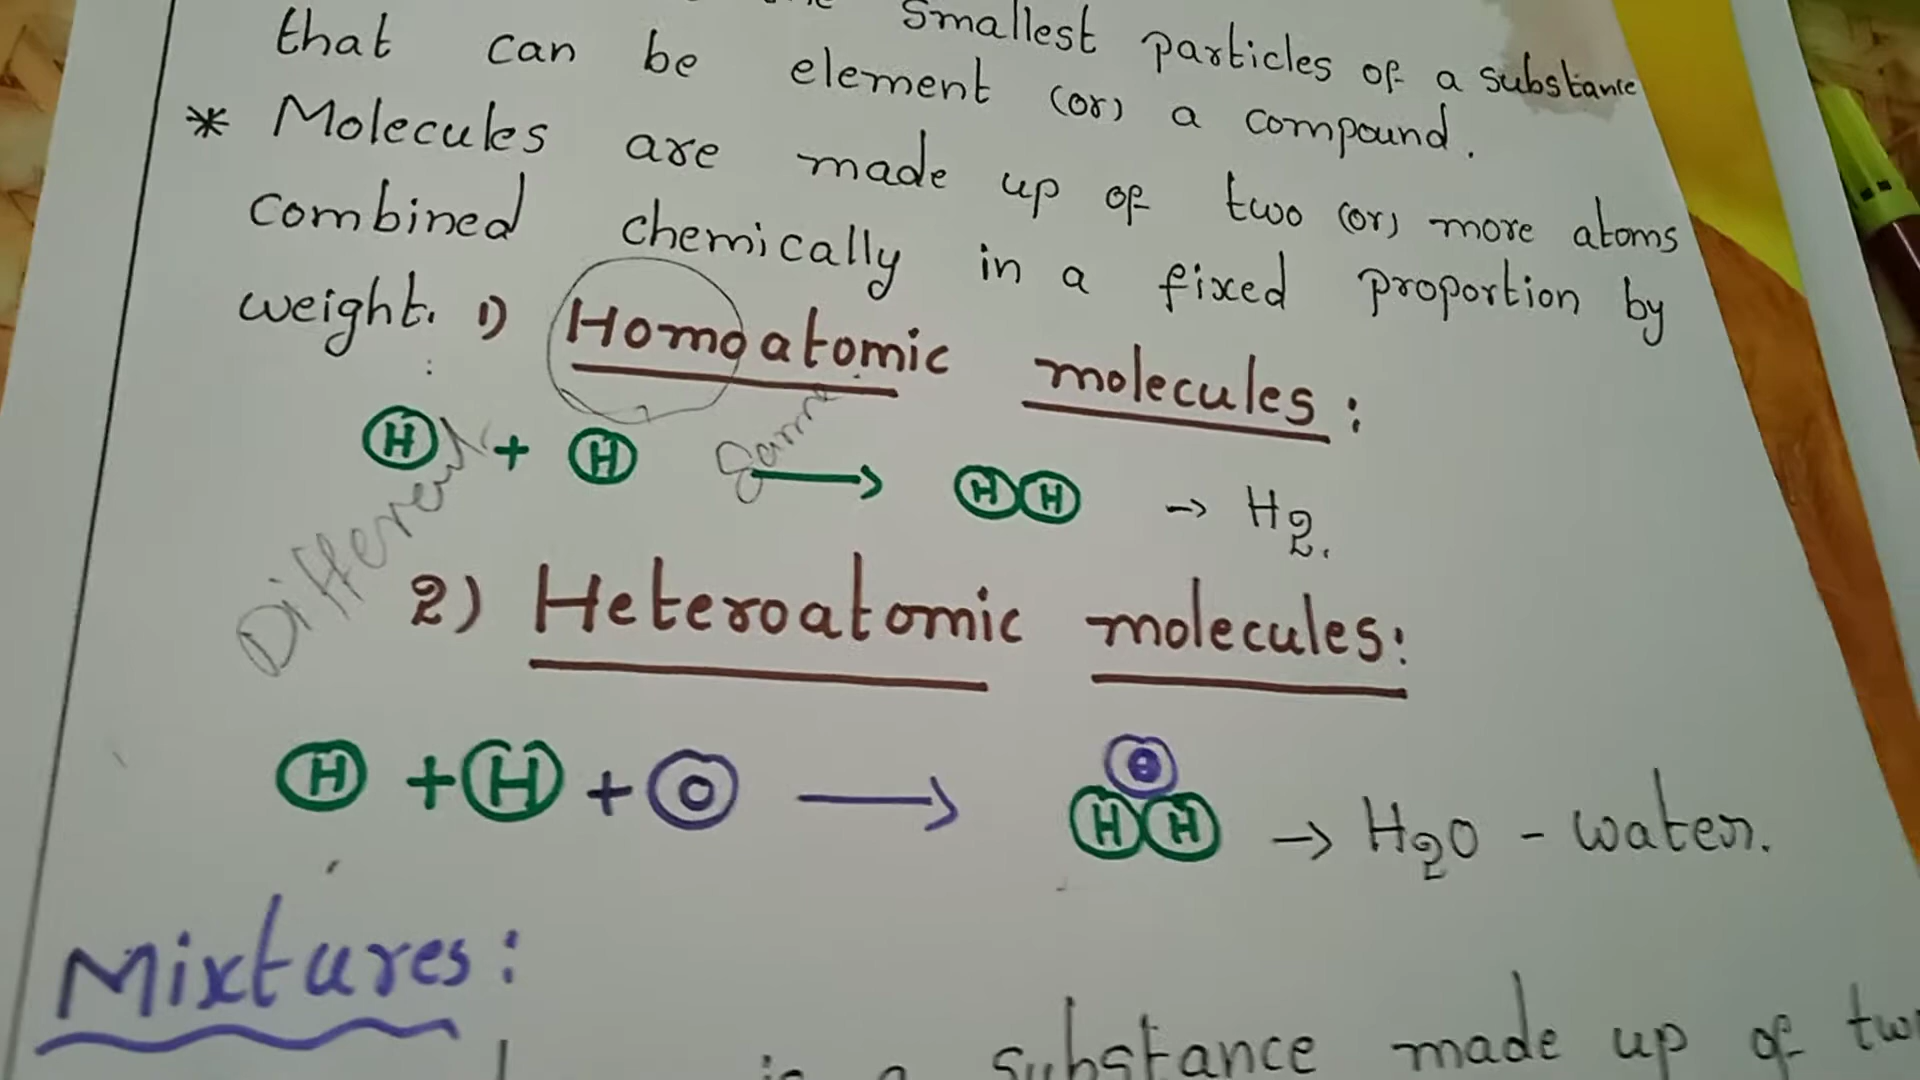 Smallest particles of a substance
that can be element (or) a compound.
* Molecules are made up of two (or) more atoms
combined chemically in a fixed proportion by
weight. 1) Homoatomic molecules:
H + H → HH → H2.
Different
2) Heteroatomic molecules:
H + H + O → O HH → H2O - water.
Mixtures:
is a substance made up of